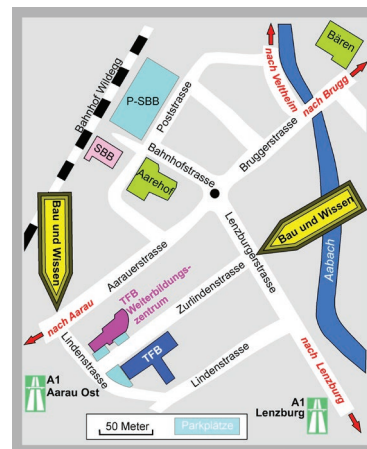 Bären
nach Veltheim
nach Brugg
Bahnhof Wildegg
P-SBB
Poststrasse
SBB
Bahnhofstrasse
Bruggerstrasse
Aarehof
Bau und Wissen
Lenzburgerstrasse
Bau und Wissen
Aabach
Aarauerstrasse
TFB
Weiterbildungs-
zentrum
Zurlindenstrasse
nach Aarau
Lindenstrasse
TFB
Lindenstrasse
nach Lenzburg
A1
Aarau Ost
A1
Lenzburg
50 Meter
Parkplätze